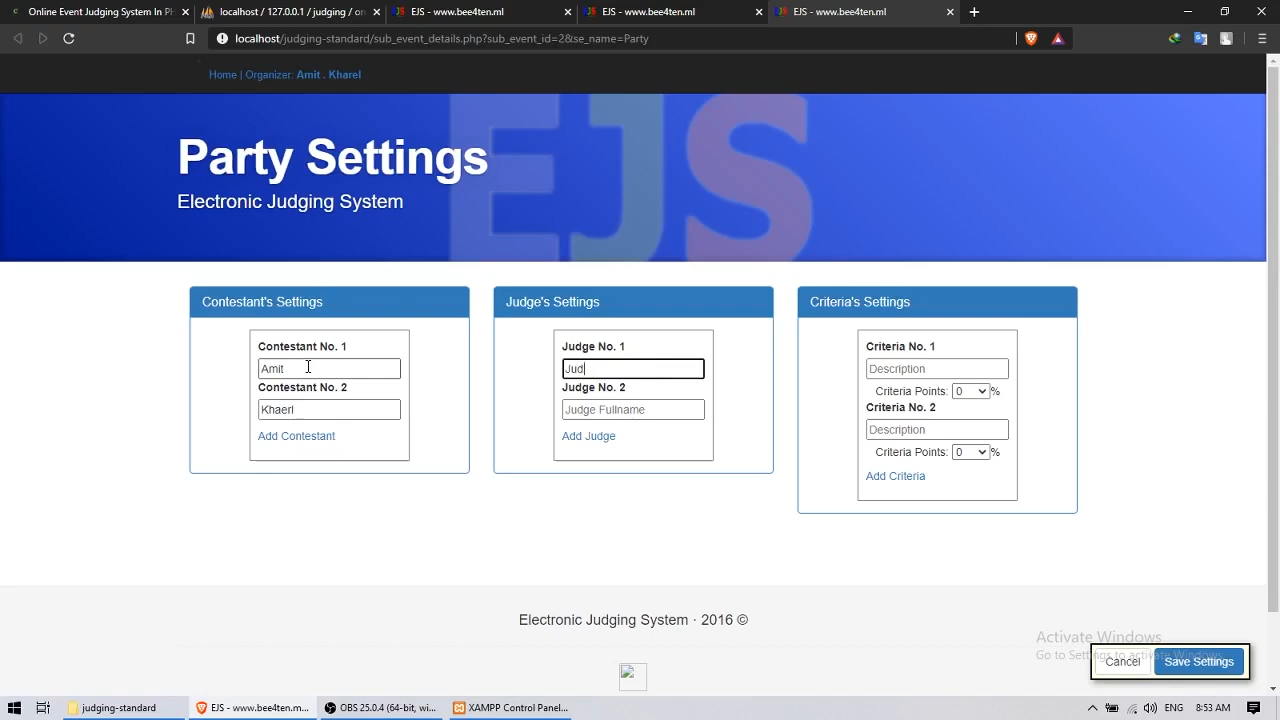 Online Event Judging System In PH
localhost / 127.0.0.1 / judging / or
EJS - www.bee4ten.ml
EJS - www.bee4ten.ml
EJS - www.bee4ten.ml
localhost/judging-standard/sub_event_details.php?sub_event_id=2&se_name=Party
Home | Organizer: Amit . Kharel
EJS
Party Settings
Electronic Judging System
Contestant's Settings
Contestant No. 1
Amit
Contestant No. 2
Khaerl
Add Contestant
Judge's Settings
Judge No. 1
Jud
Judge No. 2
Judge Fullname
Add Judge
Criteria's Settings
Criteria No. 1
Description
Criteria Points: 0 %
Criteria No. 2
Description
Criteria Points: 0 %
Add Criteria
Electronic Judging System · 2016 ©
Activate Windows
Go to Settings to activate Windows.
Cancel
Save Settings
judging-standard
EJS - www.bee4ten.ml...
OBS 25.0.4 (64-bit, wi...
XAMPP Control Panel...
ENG
8:53 AM